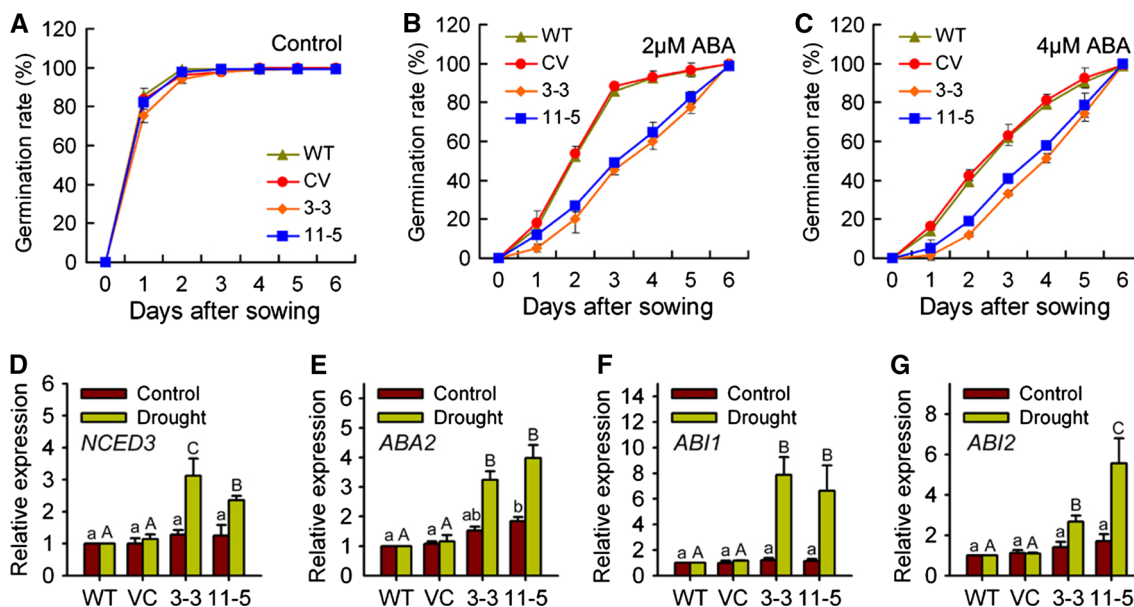 A
Germination rate (%)
120
100
80
60
40
20
0
Control
WT
CV
3-3
11-5
0 1 2 3 4 5 6
Days after sowing
B
Germination rate (%)
120
100
80
60
40
20
0
WT
CV
3-3
11-5
2μM ABA
0 1 2 3 4 5 6
Days after sowing
C
Germination rate (%)
120
100
80
60
40
20
0
WT
CV
3-3
11-5
4μM ABA
0 1 2 3 4 5 6
Days after sowing
D
Relative expression
6
5
4
3
2
1
0
Control
Drought
NCED3
a A a A a C a B
WT VC 3-3 11-5
E
Relative expression
6
5
4
3
2
1
0
Control
Drought
ABA2
a A a A ab B b B
WT VC 3-3 11-5
F
Relative expression
14
12
10
8
6
4
2
0
Control
Drought
ABI1
a A a A a B a B
WT VC 3-3 11-5
G
Relative expression
8
6
4
2
0
Control
Drought
ABI2
a A a A a B a C
WT VC 3-3 11-5